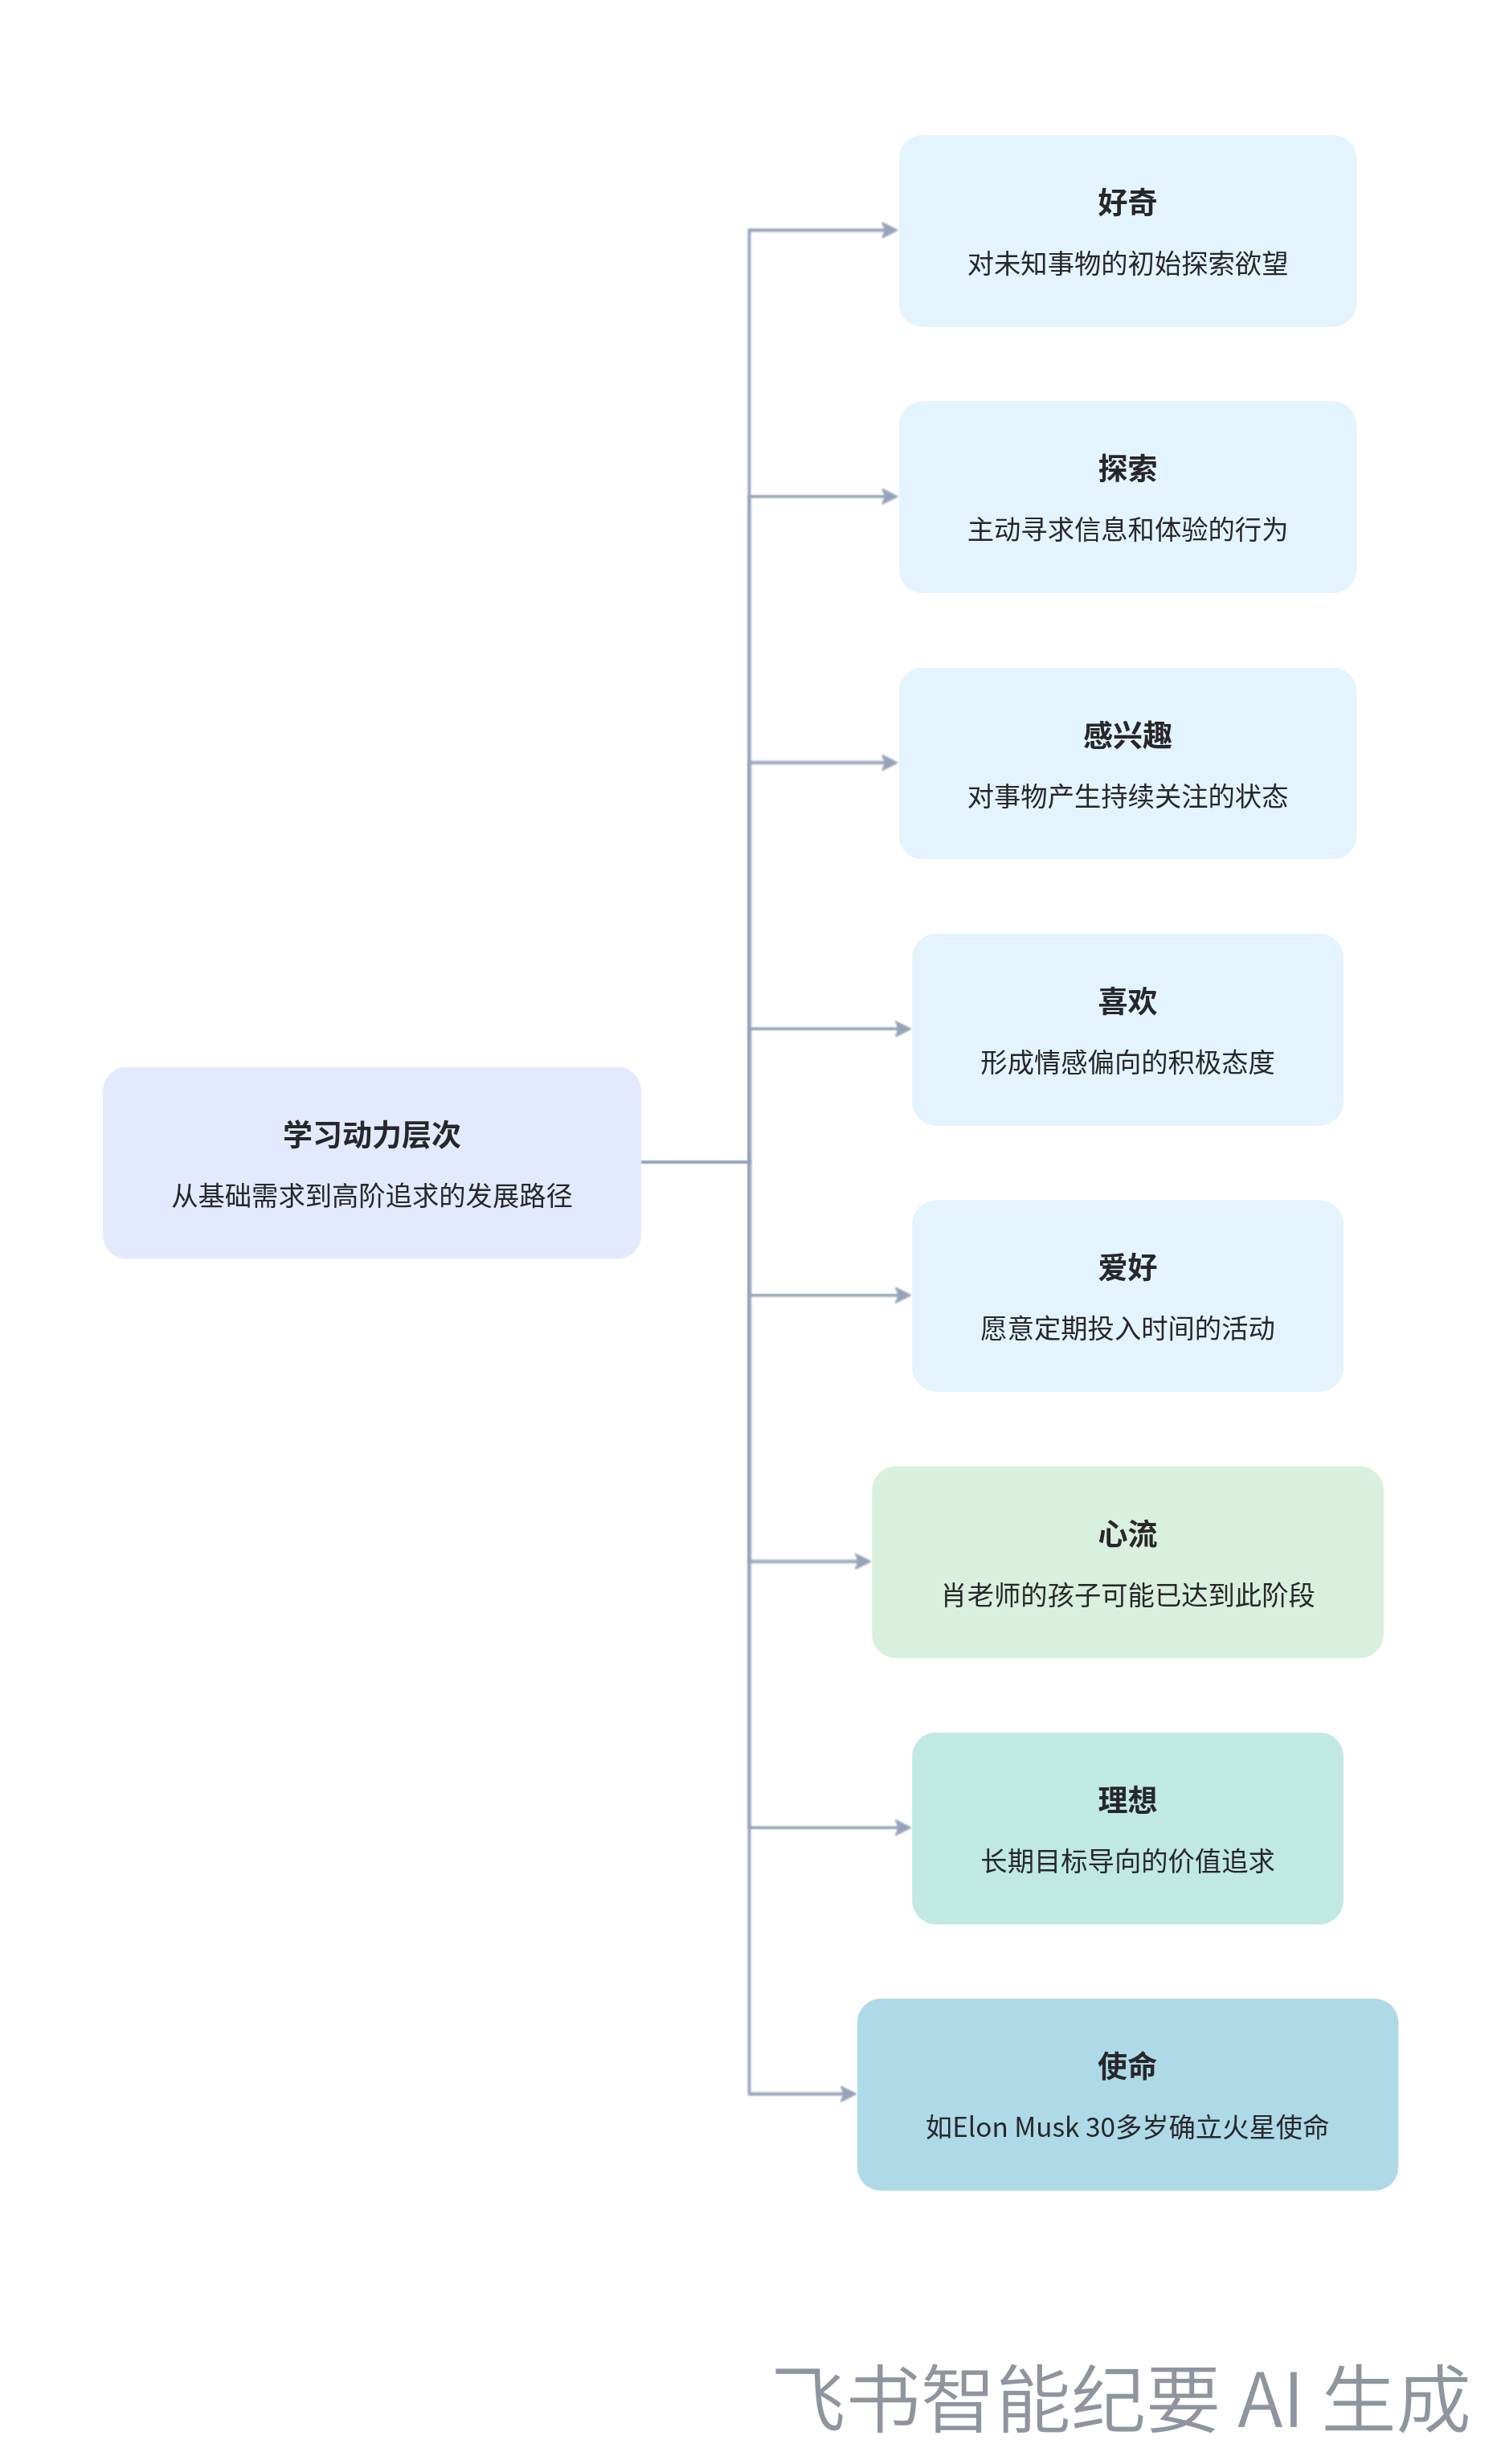 好奇
对未知事物的初始探索欲望
探索
主动寻求信息和体验的行为
感兴趣
对事物产生持续关注的状态
喜欢
形成情感偏向的积极态度
学习动力层次
从基础需求到高阶追求的发展路径
爱好
愿意定期投入时间的活动
心流
肖老师的孩子可能已达到此阶段
理想
长期目标导向的价值追求
使命
如Elon Musk 30多岁确立火星使命
飞书智能纪要 AI 生成